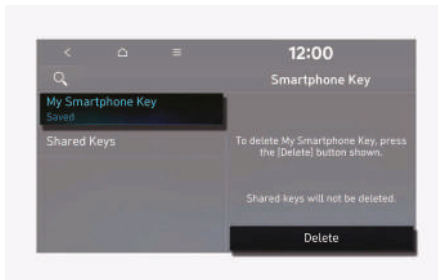 12:00
Smartphone Key
My Smartphone Key
Saved
Shared Keys
To delete My Smartphone Key, press
the [Delete] button shown.
Shared keys will not be deleted.
Delete